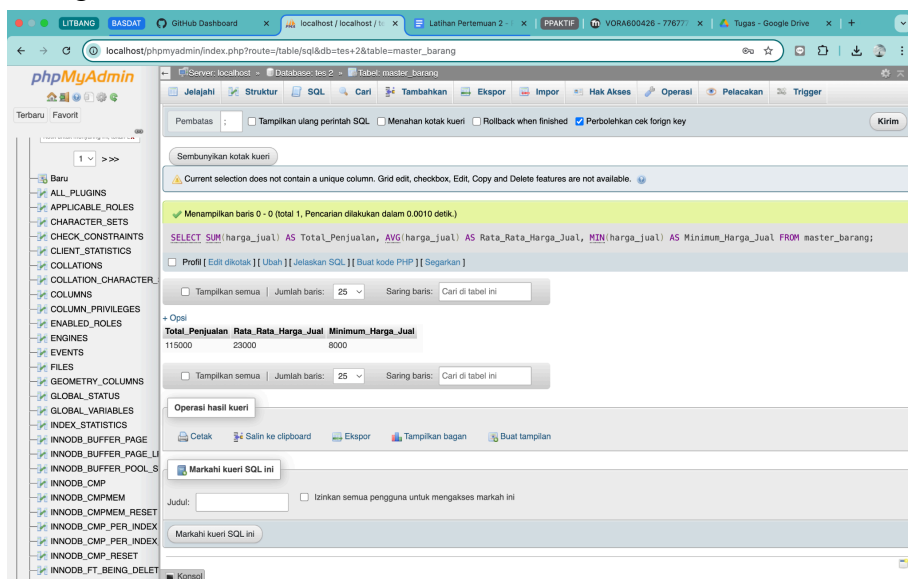 LITBANG
BASDAT
GitHub Dashboard
localhost / localhost / te
Latihan Pertemuan 2 -
PPAKTIF
VORA600426 - 77677
Tugas - Google Drive
localhost/phpmyadmin/index.php?route=/table/sql&db=tes+2&table=master_barang
phpMyAdmin
Terbaru Favorit
1 > >>
Baru
ALL_PLUGINS
APPLICABLE_ROLES
CHARACTER_SETS
CHECK_CONSTRAINTS
CLIENT_STATISTICS
COLLATIONS
COLLATION_CHARACTER_
COLUMNS
COLUMN_PRIVILEGES
ENABLED_ROLES
ENGINES
EVENTS
FILES
GEOMETRY_COLUMNS
GLOBAL_STATUS
GLOBAL_VARIABLES
INDEX_STATISTICS
INNODB_BUFFER_PAGE
INNODB_BUFFER_PAGE_LI
INNODB_BUFFER_POOL_S
INNODB_CMP
INNODB_CMPMEM
INNODB_CMPMEM_RESET
INNODB_CMP_PER_INDEX
INNODB_CMP_PER_INDEX
INNODB_CMP_RESET
INNODB_FT_BEING_DELET
Server: localhost » Database: tes 2 » Tabel: master_barang
Jelajahi Struktur SQL Cari Tambahkan Ekspor Impor Hak Akses Operasi Pelacakan Trigger
Pembatas ; Tampilkan ulang perintah SQL Menahan kotak kueri Rollback when finished Perbolehkan cek forign key Kirim
Sembunyikan kotak kueri
Current selection does not contain a unique column. Grid edit, checkbox, Edit, Copy and Delete features are not available.
Menampilkan baris 0 - 0 (total 1, Pencarian dilakukan dalam 0.0010 detik.)
SELECT SUM(harga_jual) AS Total_Penjualan, AVG(harga_jual) AS Rata_Rata_Harga_Jual, MIN(harga_jual) AS Minimum_Harga_Jual FROM master_barang;
Profil [ Edit dikotak ] [ Ubah ] [ Jelaskan SQL ] [ Buat kode PHP ] [ Segarkan ]
Tampilkan semua | Jumlah baris: 25 Saring baris: Cari di tabel ini
+ Opsi
Total_Penjualan Rata_Rata_Harga_Jual Minimum_Harga_Jual
115000 23000 8000
Tampilkan semua | Jumlah baris: 25 Saring baris: Cari di tabel ini
Operasi hasil kueri
Cetak Salin ke clipboard Ekspor Tampilkan bagan Buat tampilan
Markahi kueri SQL ini
Judul: Izinkan semua pengguna untuk mengakses markah ini
Markahi kueri SQL ini
Konsol